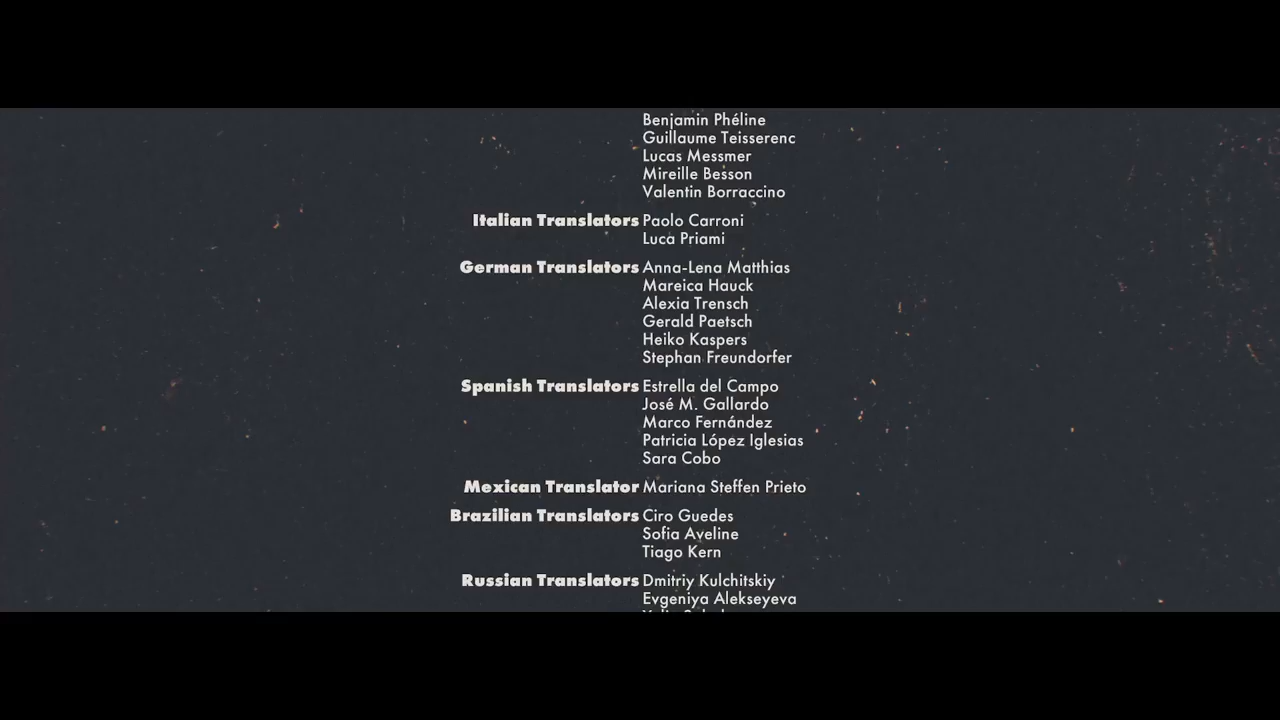 Benjamin Phéline
Guillaume Teisserenc
Lucas Messmer
Mireille Besson
Valentin Borraccino
Italian Translators Paolo Carroni
Luca Priami
German Translators Anna-Lena Matthias
Mareica Hauck
Alexia Trensch
Gerald Paetsch
Heiko Kaspers
Stephan Freundorfer
Spanish Translators Estrella del Campo
José M. Gallardo
Marco Fernández
Patricia López Iglesias
Sara Cobo
Mexican Translator Mariana Steffen Prieto
Brazilian Translators Ciro Guedes
Sofia Aveline
Tiago Kern
Russian Translators Dmitriy Kulchitskiy
Evgeniya Alekseyeva